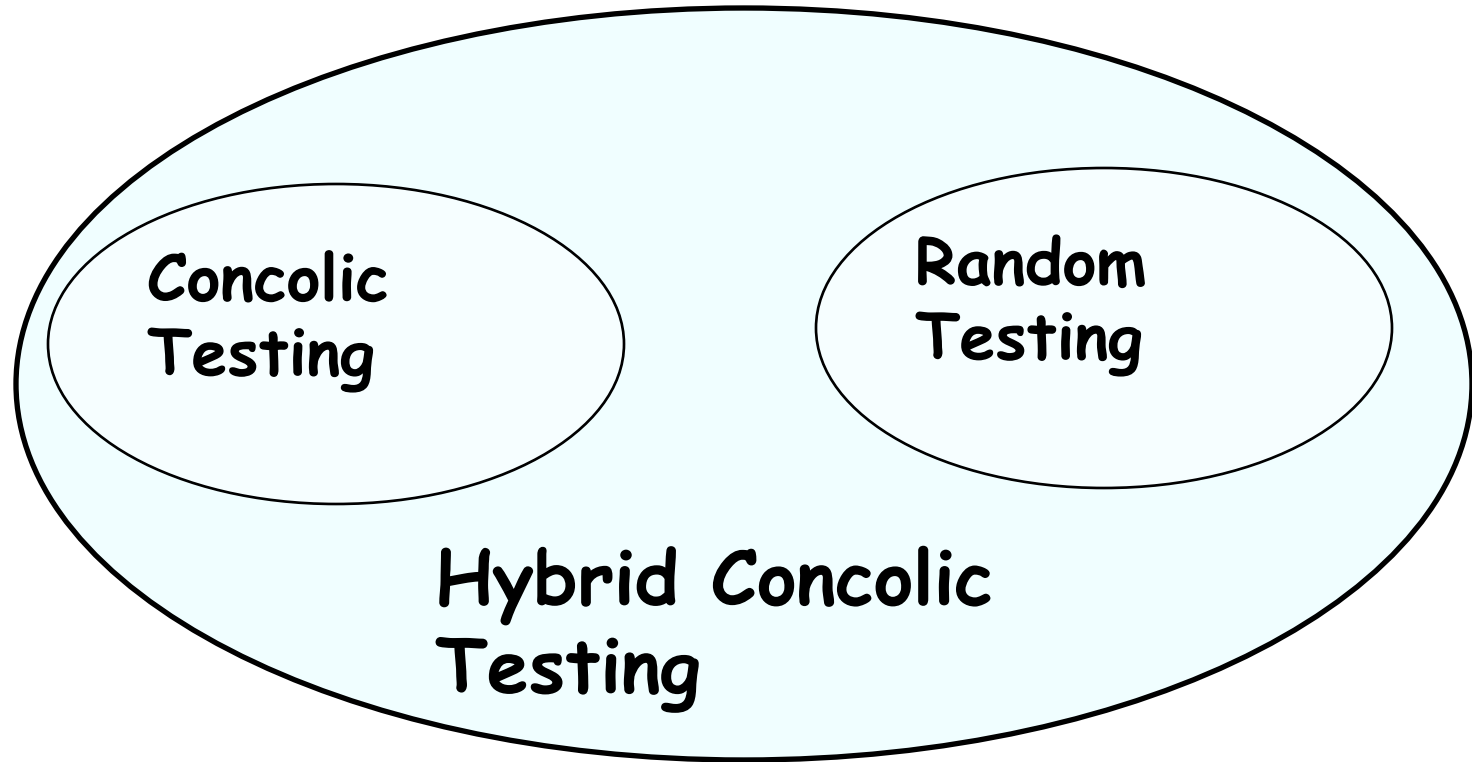 Concolic
Testing
Random
Testing
Hybrid Concolic
Testing